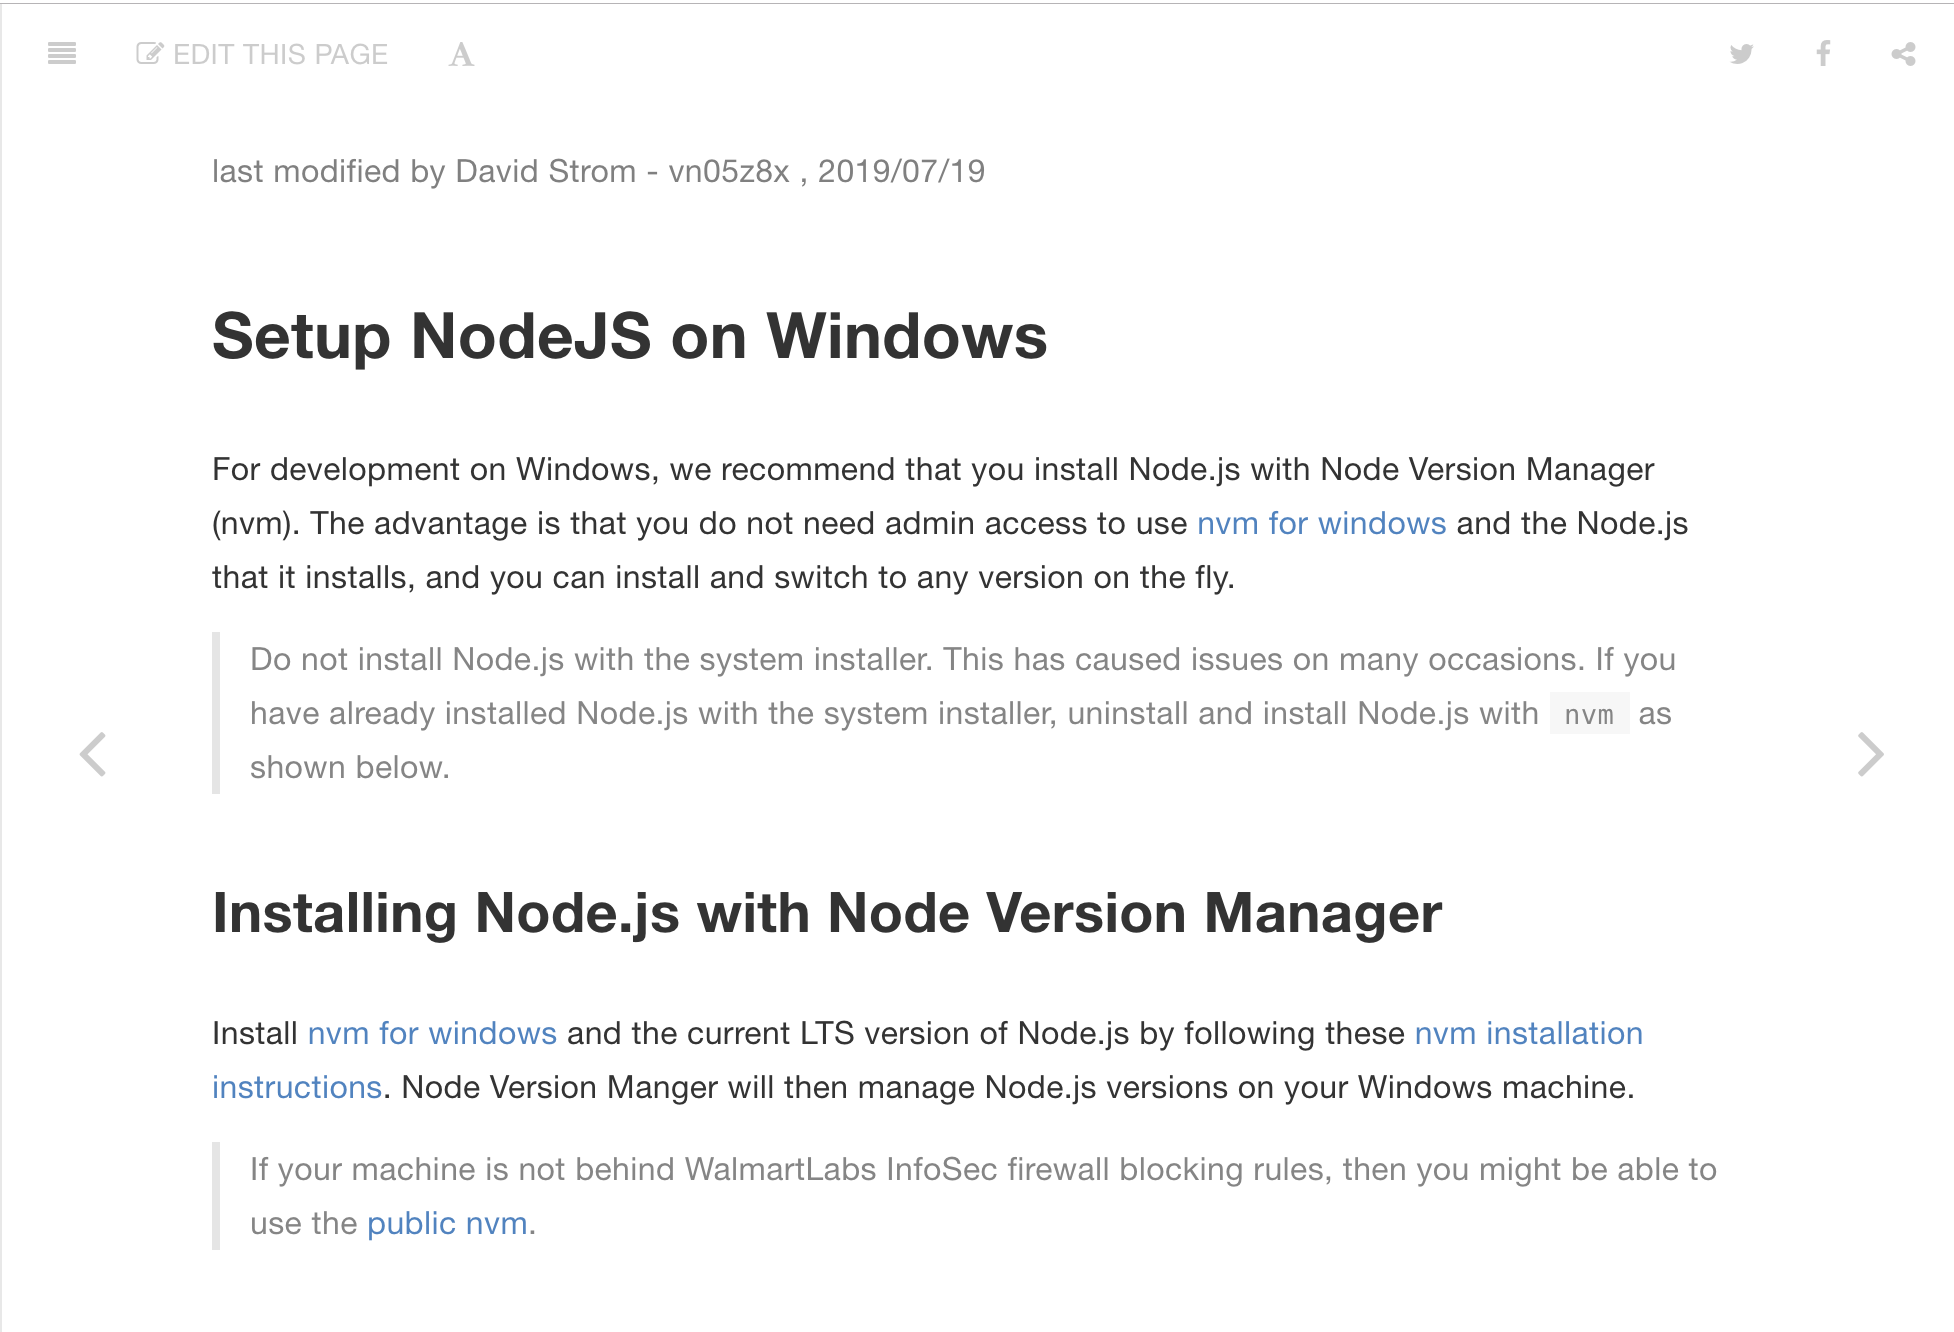 EDIT THIS PAGE A
last modified by David Strom - vn05z8x , 2019/07/19
Setup NodeJS on Windows
For development on Windows, we recommend that you install Node.js with Node Version Manager
(nvm). The advantage is that you do not need admin access to use nvm for windows and the Node.js
that it installs, and you can install and switch to any version on the fly.
Do not install Node.js with the system installer. This has caused issues on many occasions. If you
have already installed Node.js with the system installer, uninstall and install Node.js with nvm as
shown below.
Installing Node.js with Node Version Manager
Install nvm for windows and the current LTS version of Node.js by following these nvm installation
instructions. Node Version Manger will then manage Node.js versions on your Windows machine.
If your machine is not behind WalmartLabs InfoSec firewall blocking rules, then you might be able to
use the public nvm.